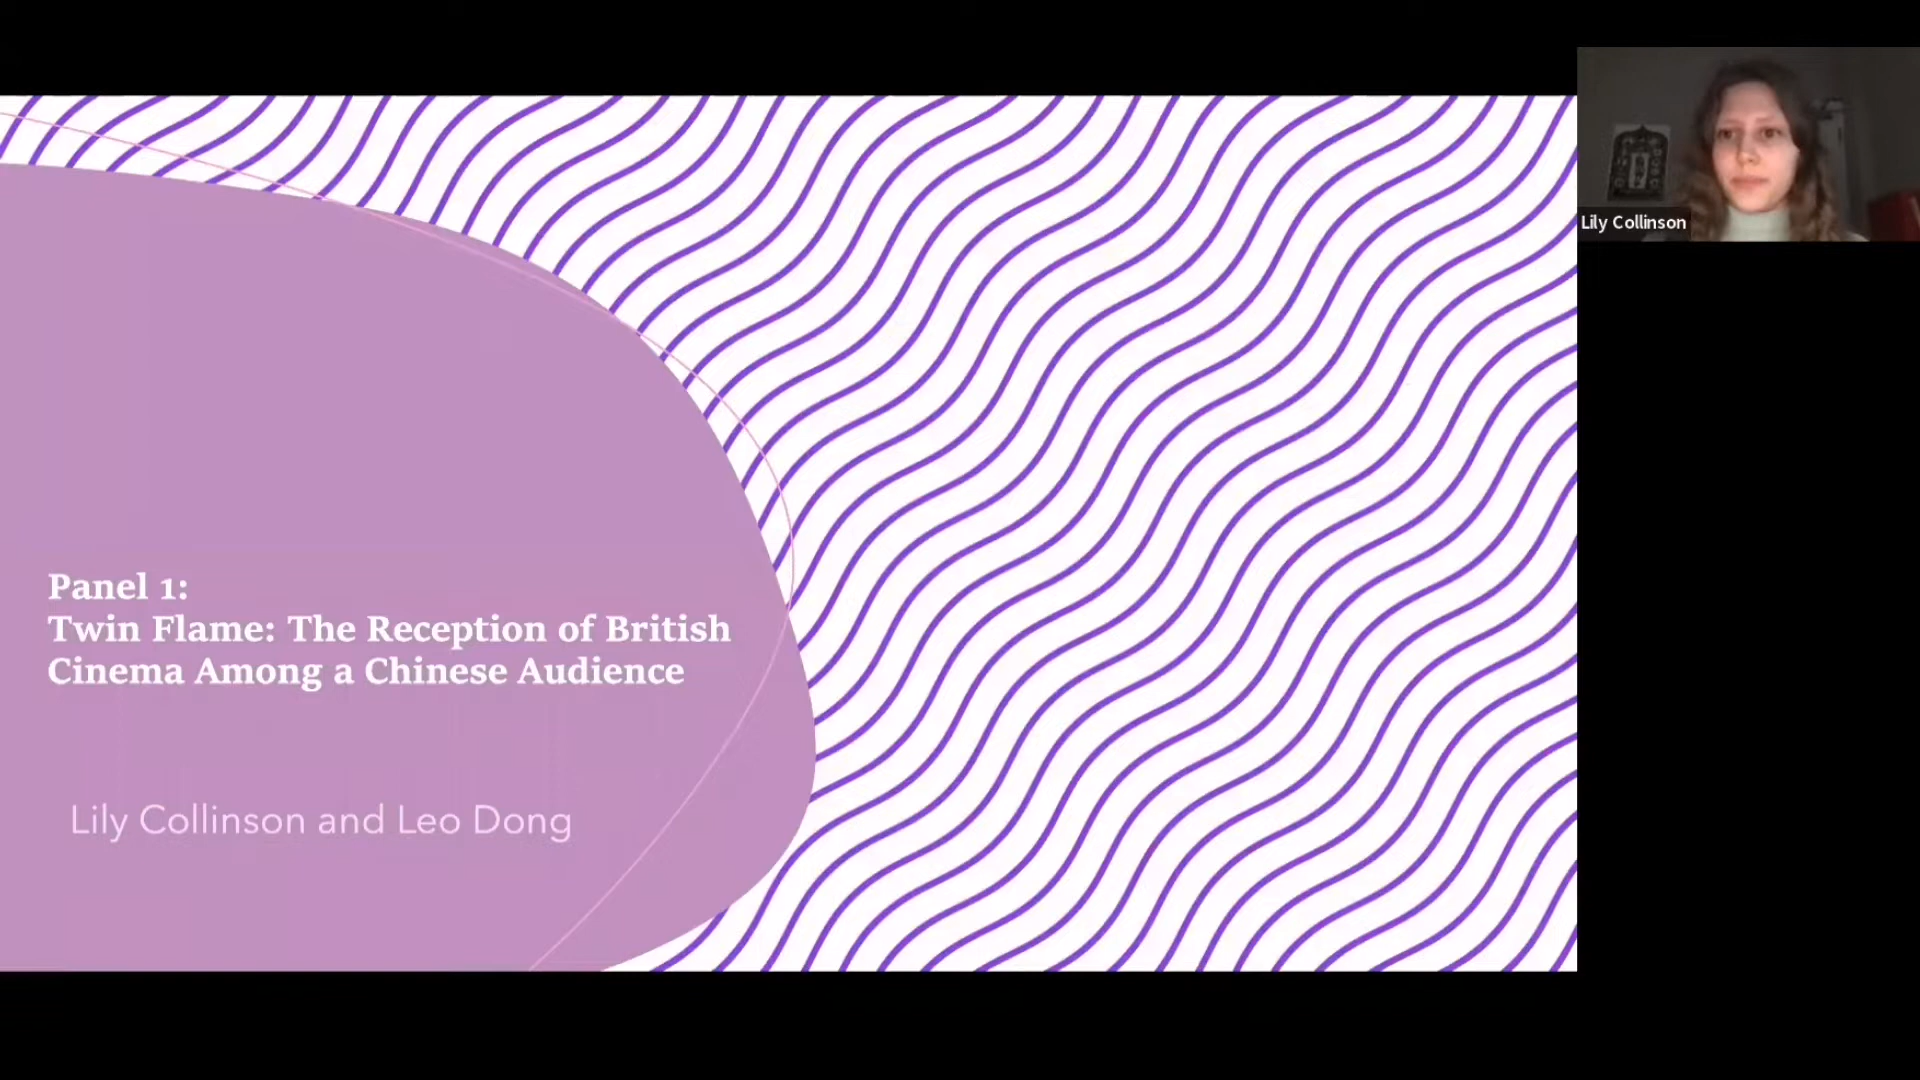 Panel 1:
Twin Flame: The Reception of British
Cinema Among a Chinese Audience
Lily Collinson and Leo Dong
Lily Collinson